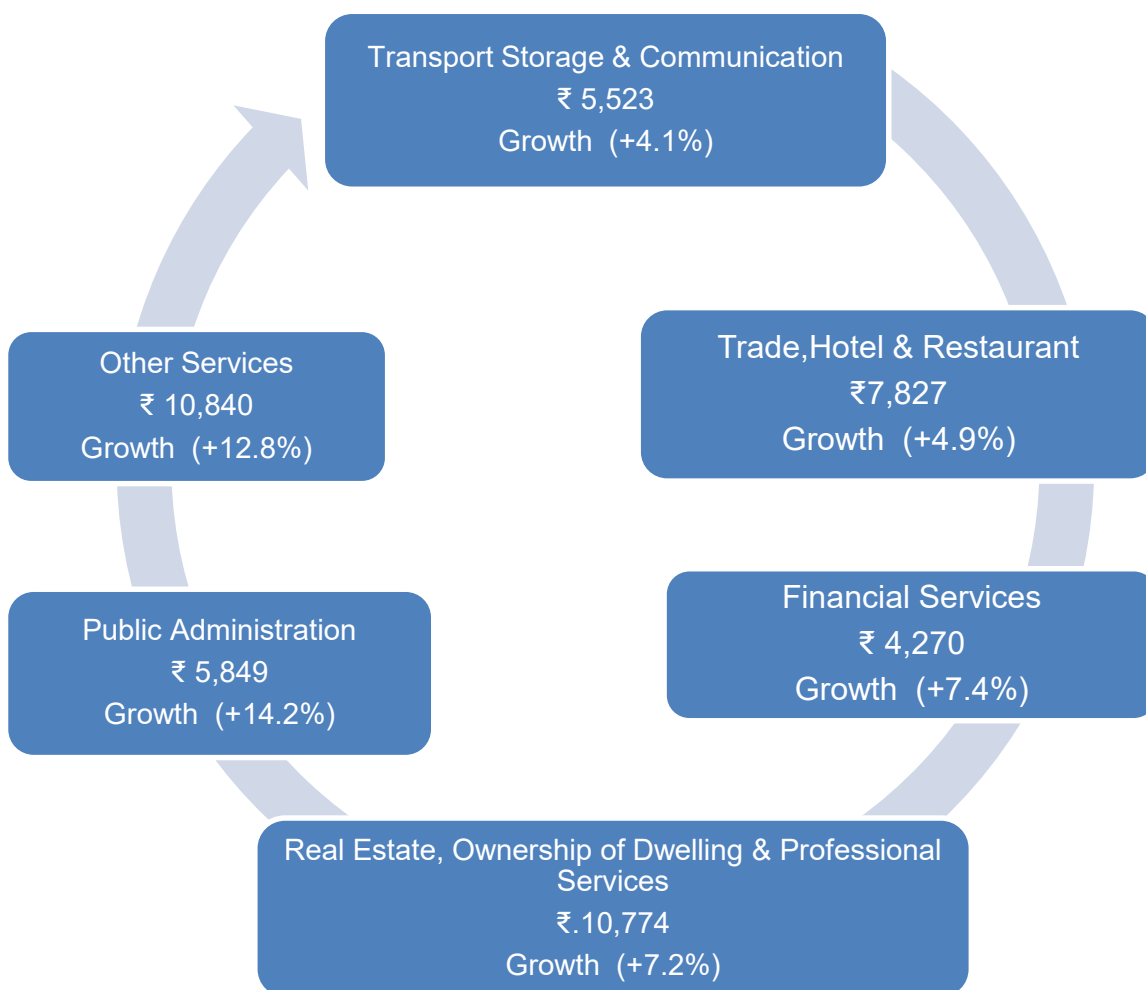 Transport Storage & Communication
₹ 5,523
Growth (+4.1%)
Trade,Hotel & Restaurant
₹7,827
Growth (+4.9%)
Financial Services
₹ 4,270
Growth (+7.4%)
Real Estate, Ownership of Dwelling & Professional
Services
₹.10,774
Growth (+7.2%)
Public Administration
₹ 5,849
Growth (+14.2%)
Other Services
₹ 10,840
Growth (+12.8%)